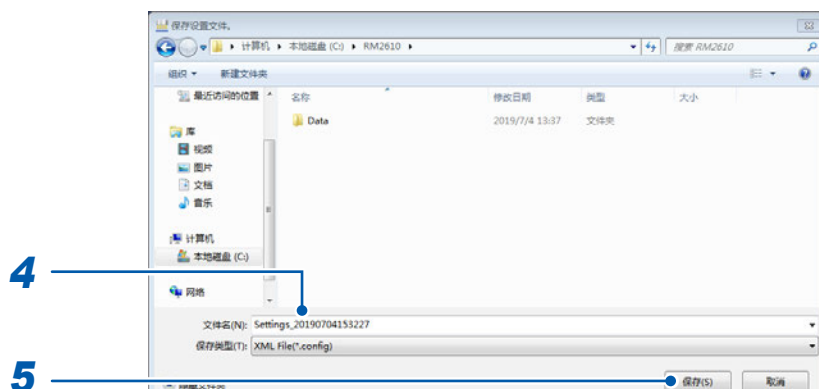 保存设置文件。
计算机 ▸ 本地磁盘 (C:) ▸ RM2610 ▸
搜索 RM2610
组织 ▾ 新建文件夹
最近访问的位置
名称 修改日期 类型 大小
Data 2019/7/4 13:37 文件夹
库
视频
图片
文档
音乐
计算机
本地磁盘 (C:)
网络
4
文件名(N): Settings_20190704153227
保存类型(T): XML File(*.config)
5
保存(S) 取消